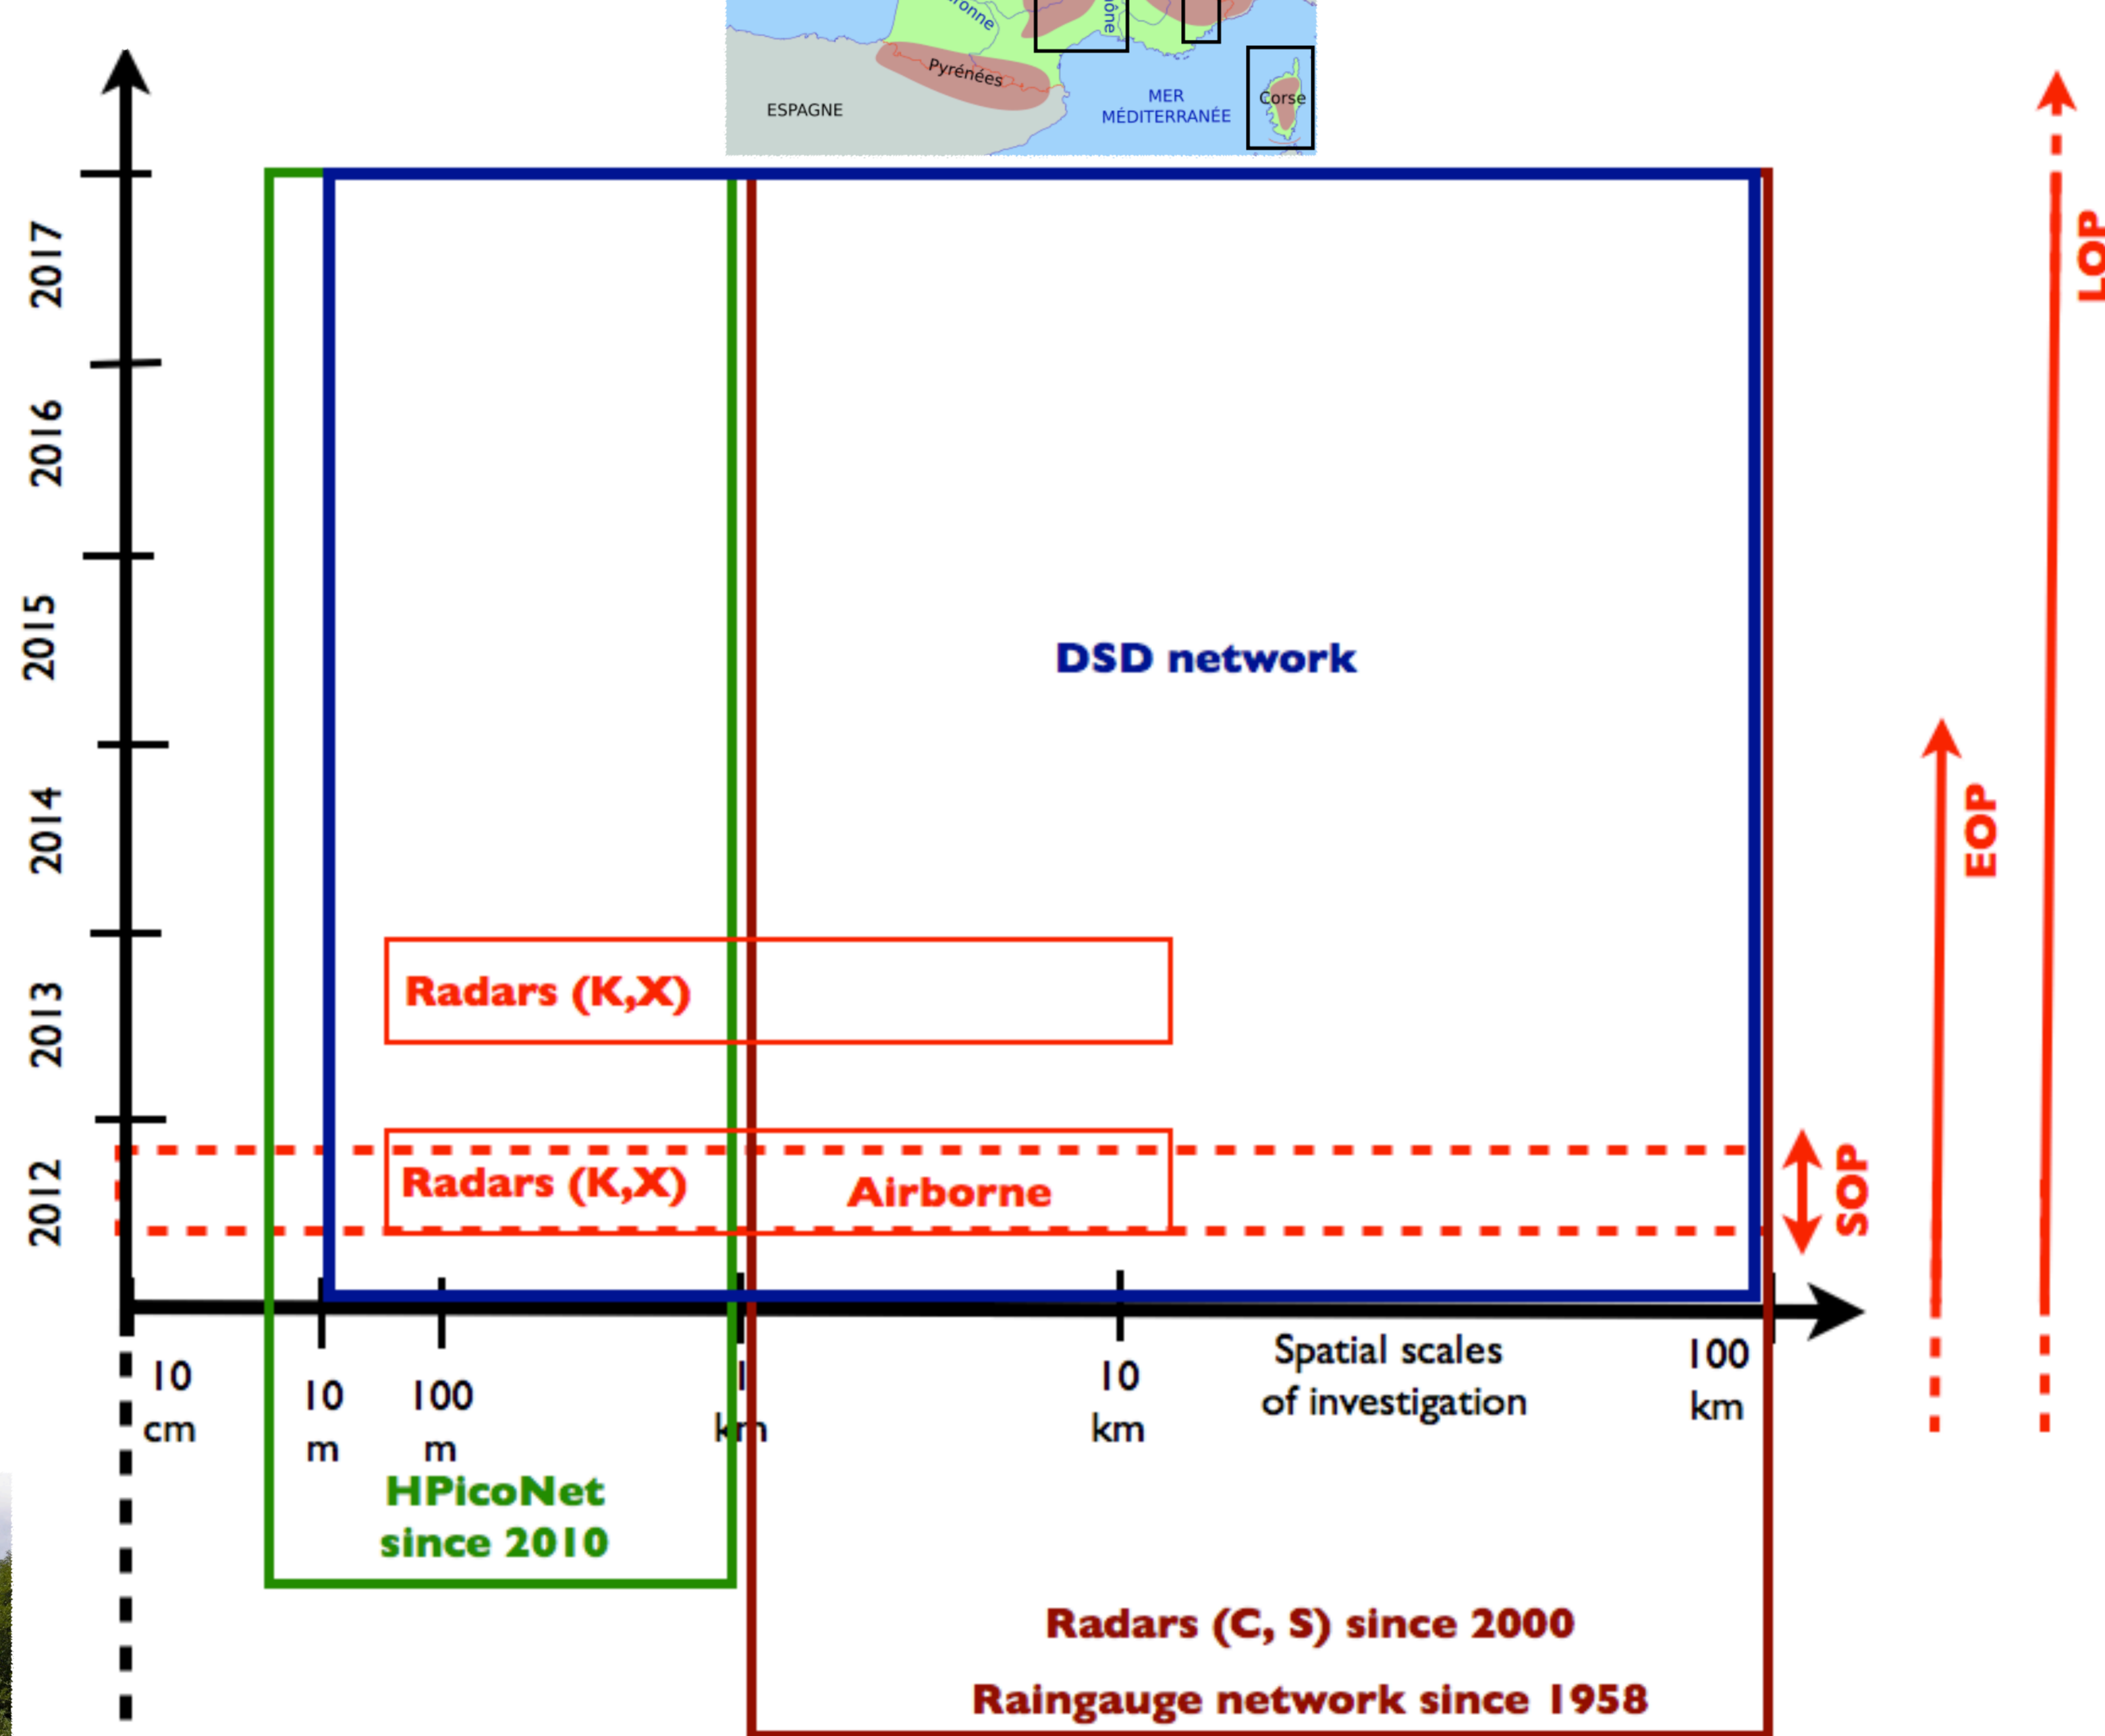 Pyrénées
ESPAGNE
MER
MÉDITERRANÉE
Corse
2017
2016
2015
2014
2013
2012
LOP
EOP
SOP
DSD network
Radars (K,X)
Radars (K,X)
Airborne
10
cm
10
m
100
m
1
km
10
km
Spatial scales
of investigation
100
km
HPicoNet
since 2010
Radars (C, S) since 2000
Raingauge network since 1958